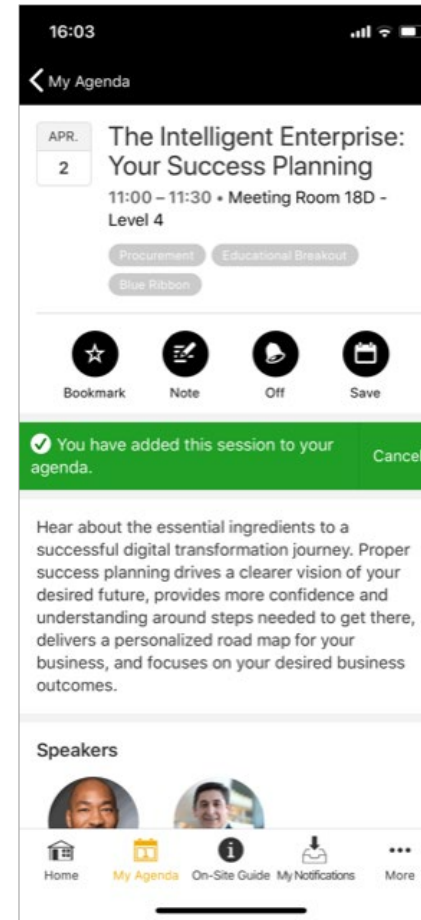 16:03
My Agenda
APR.
2
The Intelligent Enterprise:
Your Success Planning
11:00 – 11:30 • Meeting Room 18D -
Level 4
Procurement
Educational Breakout
Blue Ribbon
Bookmark
Note
Off
Save
You have added this session to your
agenda.
Cancel
Hear about the essential ingredients to a
successful digital transformation journey. Proper
success planning drives a clearer vision of your
desired future, provides more confidence and
understanding around steps needed to get there,
delivers a personalized road map for your
business, and focuses on your desired business
outcomes.
Speakers
Home
My Agenda
On-Site Guide
My Notifications
More